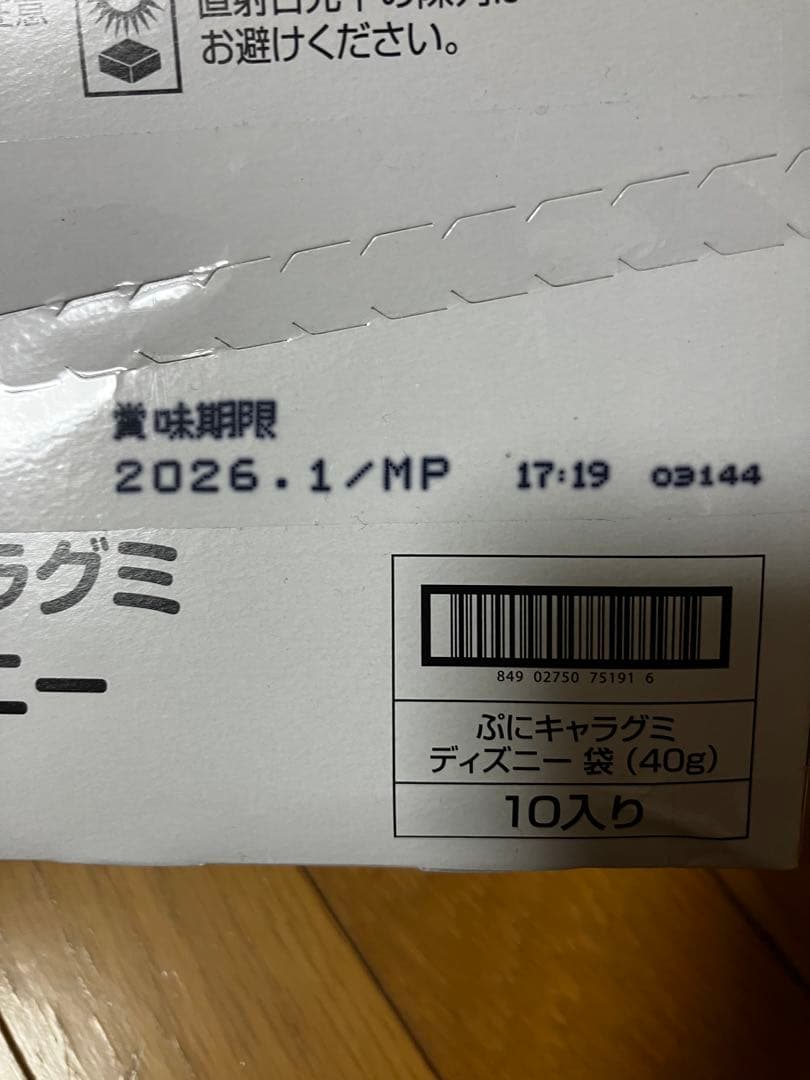 お避けください。
賞味期限
2026.1/MP 17:19 03144
ラグミ
ニー
849 02750 75191 6
ぷにキャラグミ
ディズニー 袋(40g)
10入り